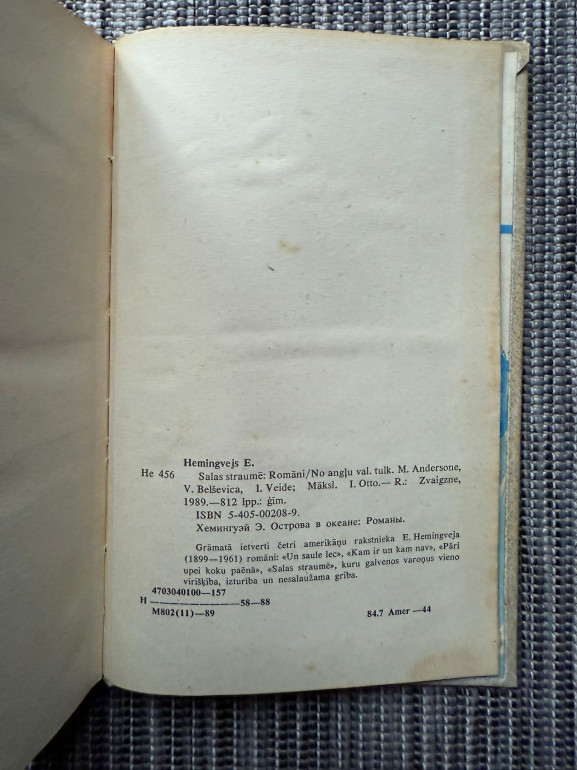 Hemingvejs E.
He 456 Salas straumē: Romāni/No angļu val. tulk. M. Andersone,
V. Belševica, I. Veide; Māksl. I. Otto.— R.: Zvaigzne,
1989.—812 lpp.: ģīm.
ISBN 5-405-00208-9.
Хемингуэй Э. Острова в океане: Романы.
Grāmatā ietverti četri amerikāņu rakstnieka E. Hemingveja
(1899—1961) romāni: «Un saule lec», «Kam ir un kam nav», «Pāri
upei koku paēnā», «Salas straumē», kuru galvenos varoņus vieno
virišķība, izturība un nesalaužama griba.
4703040100—157
H —————————58—88
M802(11)—89
84.7 Amer —44